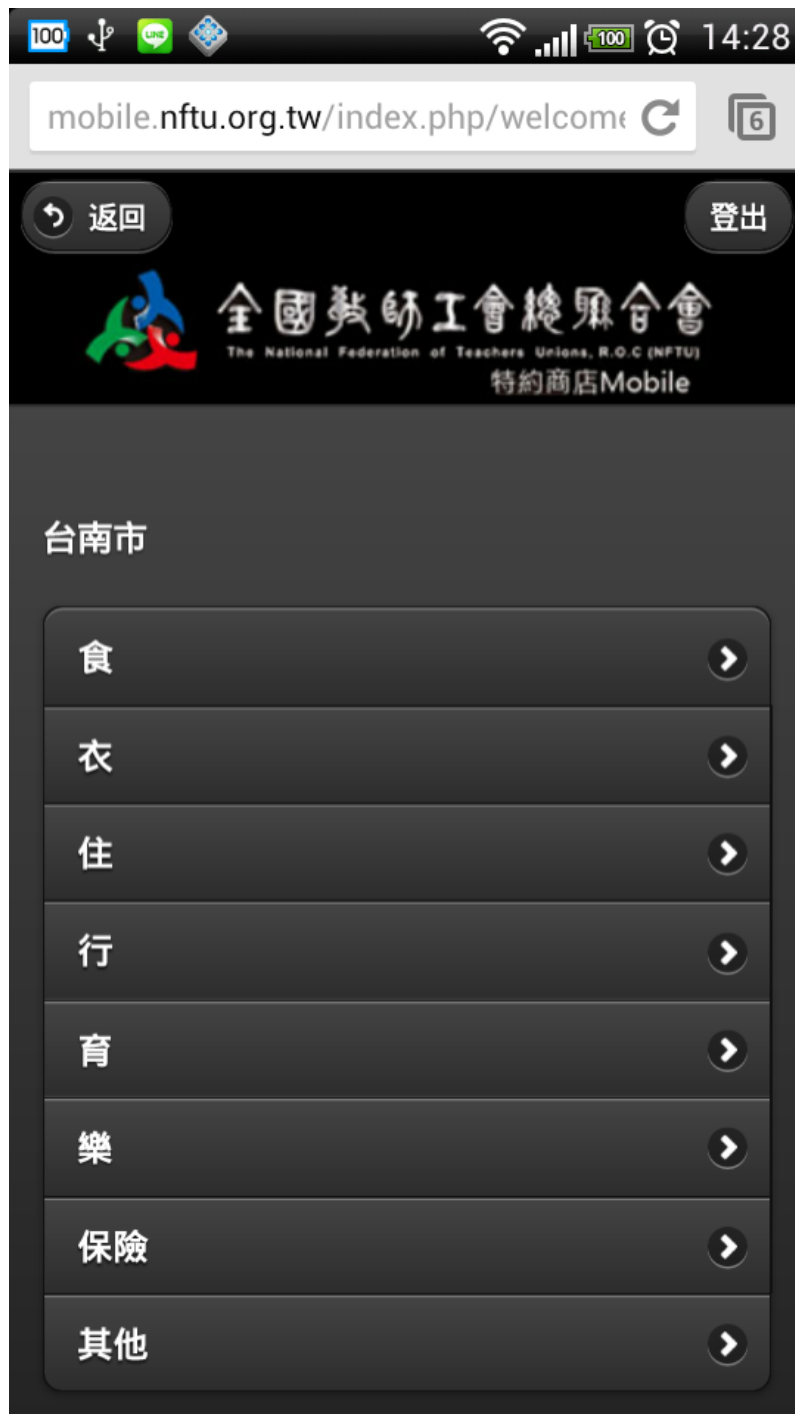 100 LINE 100 14:28
mobile.nftu.org.tw/index.php/welcome 6
返回 登出
全國教師工會總聯合會
The National Federation of Teachers Unions, R.O.C (NFTU)
特約商店Mobile
台南市
食
衣
住
行
育
樂
保險
其他